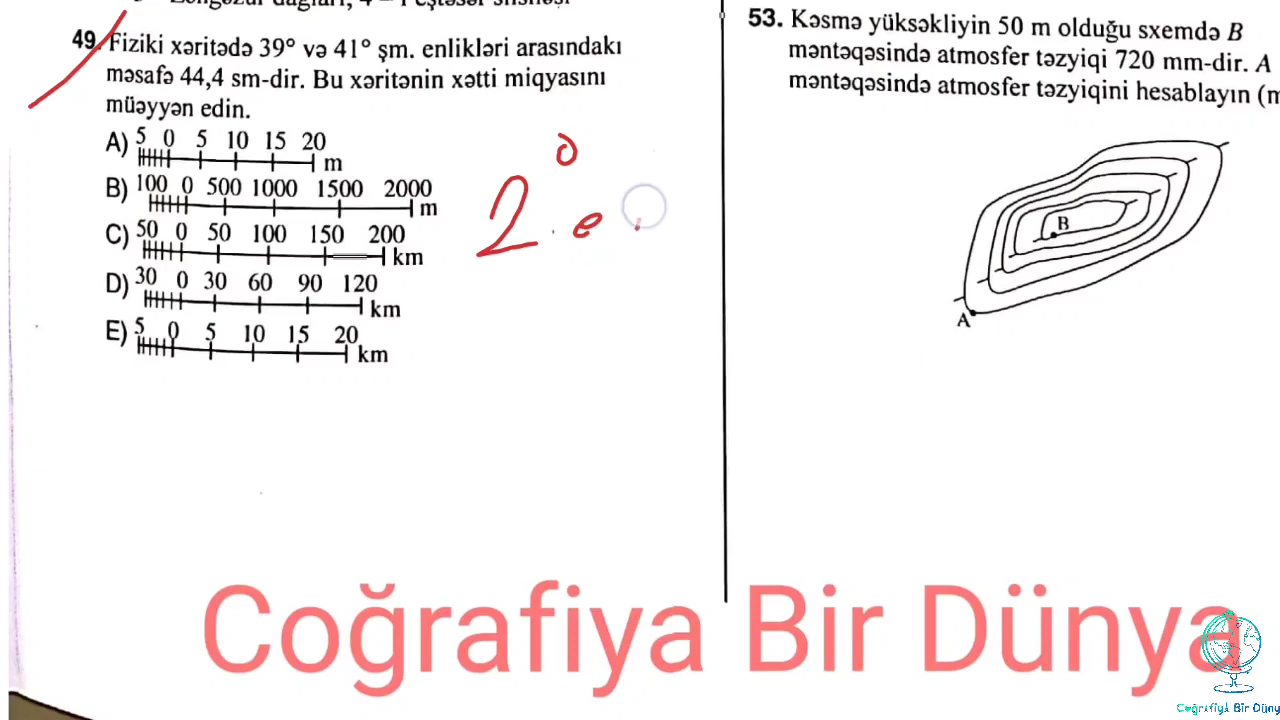 49. Fiziki xəritədə 39° və 41° şm. enlikləri arasındakı
məsafə 44,4 sm-dir. Bu xəritənin xətti miqyasını
müəyyən edin.
A) 5 0 5 10 15 20 m
B) 100 0 500 1000 1500 2000 m
C) 50 0 50 100 150 200 km
D) 30 0 30 60 90 120 km
E) 5 0 5 10 15 20 km
2° e
53. Kəsmə yüksəkliyin 50 m olduğu sxemdə B
məntəqəsində atmosfer təzyiqi 720 mm-dir. A
məntəqəsində atmosfer təzyiqini hesablayın (m
B
A
Coğrafiya Bir Dünya
Coğrafiya Bir Düny